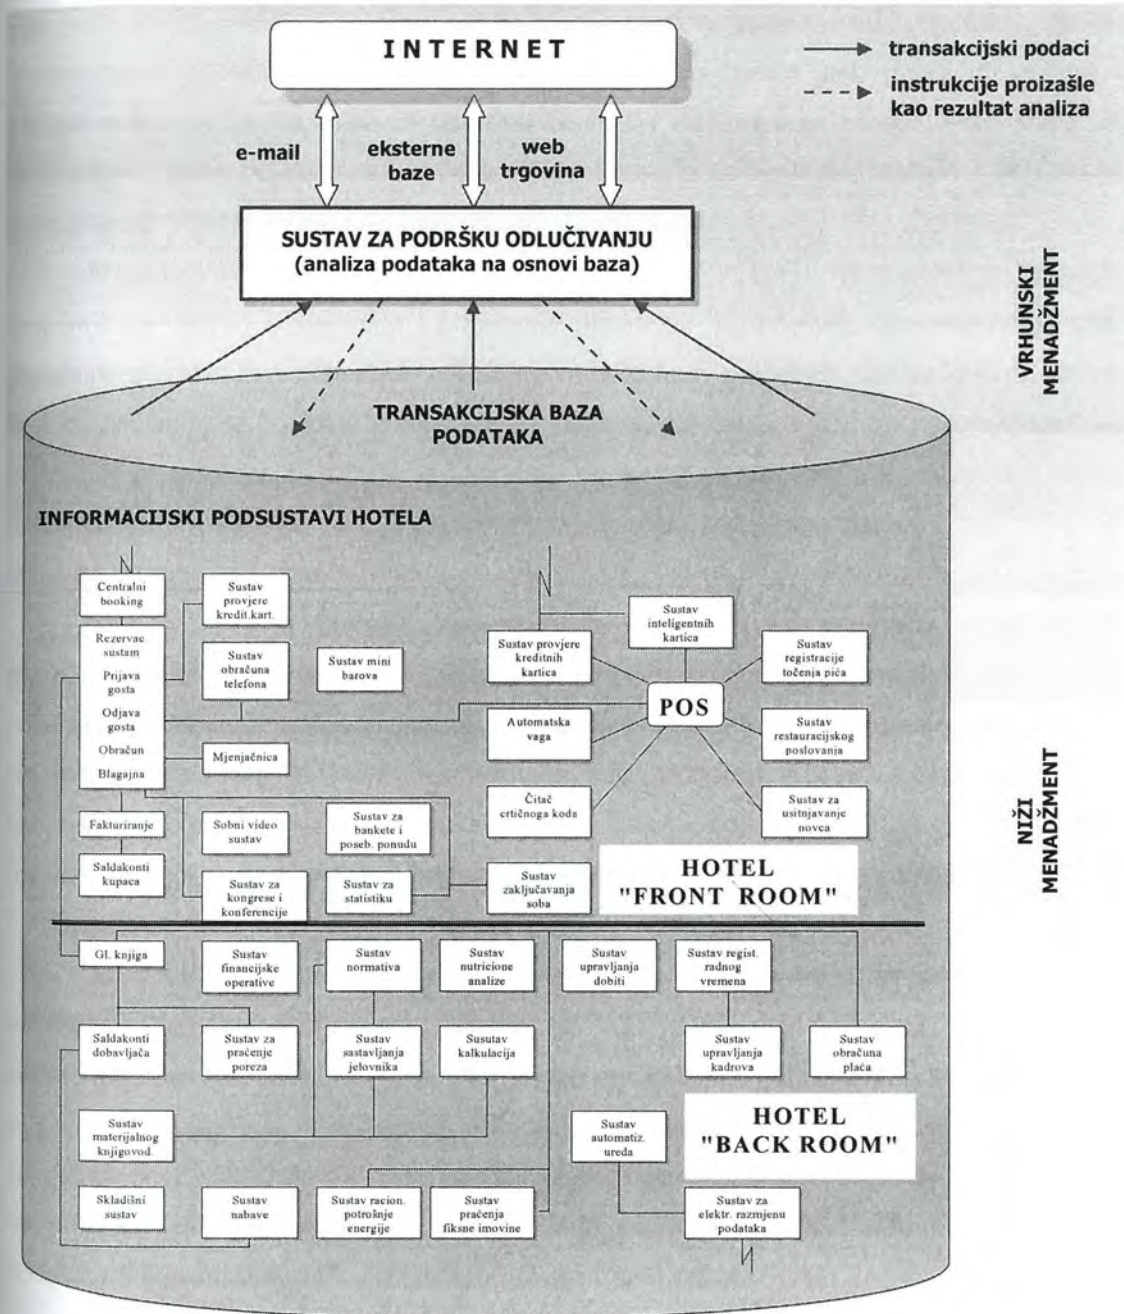 INTERNET
transakcijski podaci
instrukcije proizašle
kao rezultat analiza
e-mail
eksterne
baze
web
trgovina
SUSTAV ZA PODRŠKU ODLUČIVANJU
(analiza podataka na osnovi baza)
VRHUNSKI
MENADŽMENT
TRANSAKCIJSKA BAZA
PODATAKA
INFORMACIJSKI PODSUSTAVI HOTELA
Centralni
booking
Sustav
provjere
kredit.kart.
Rezervac.
sustam
Prijava
gosta
Odjava
gosta
Obračun
Blagajna
Sustav
obračuna
telefona
Sustav mini
barova
Mjenjačnica
Fakturiranje
Sobni video
sustav
Sustav za
bankete i
poseb. ponudu
Saldakonti
kupaca
Sustav za
kongrese i
konferencije
Sustav za
statistiku
Sustav
inteligentnih
kartica
Sustav provjere
kreditnih
kartica
Sustav
registracije
točenja pića
POS
Automatska
vaga
Sustav
restauracijskog
poslovanja
Čitač
crtičnoga koda
Sustav za
usitnjavanje
novca
Sustav
zaključavanja
soba
HOTEL
"FRONT ROOM"
NIŽI
MENADŽMENT
Gl. knjiga
Sustav
financijske
operative
Sustav
normativa
Sustav
nutricione
analize
Sustav
upravljanja
dobiti
Sustav regist.
radnog
vremena
Saldakonti
dobavljača
Sustav za
praćenje
poreza
Sustav
sastavljanja
jelovnika
Susutav
kalkulacija
Sustav
upravljanja
kadrova
Sustav
obračuna
plaća
Sustav
materijalnog
knjigovod.
Sustav
automatiz.
ureda
HOTEL
"BACK ROOM"
Skladišni
sustav
Sustav
nabave
Sustav racion.
potrošnje
energije
Sustav
praćenja
fiksne imovine
Sustav za
elektr. razmjenu
podataka